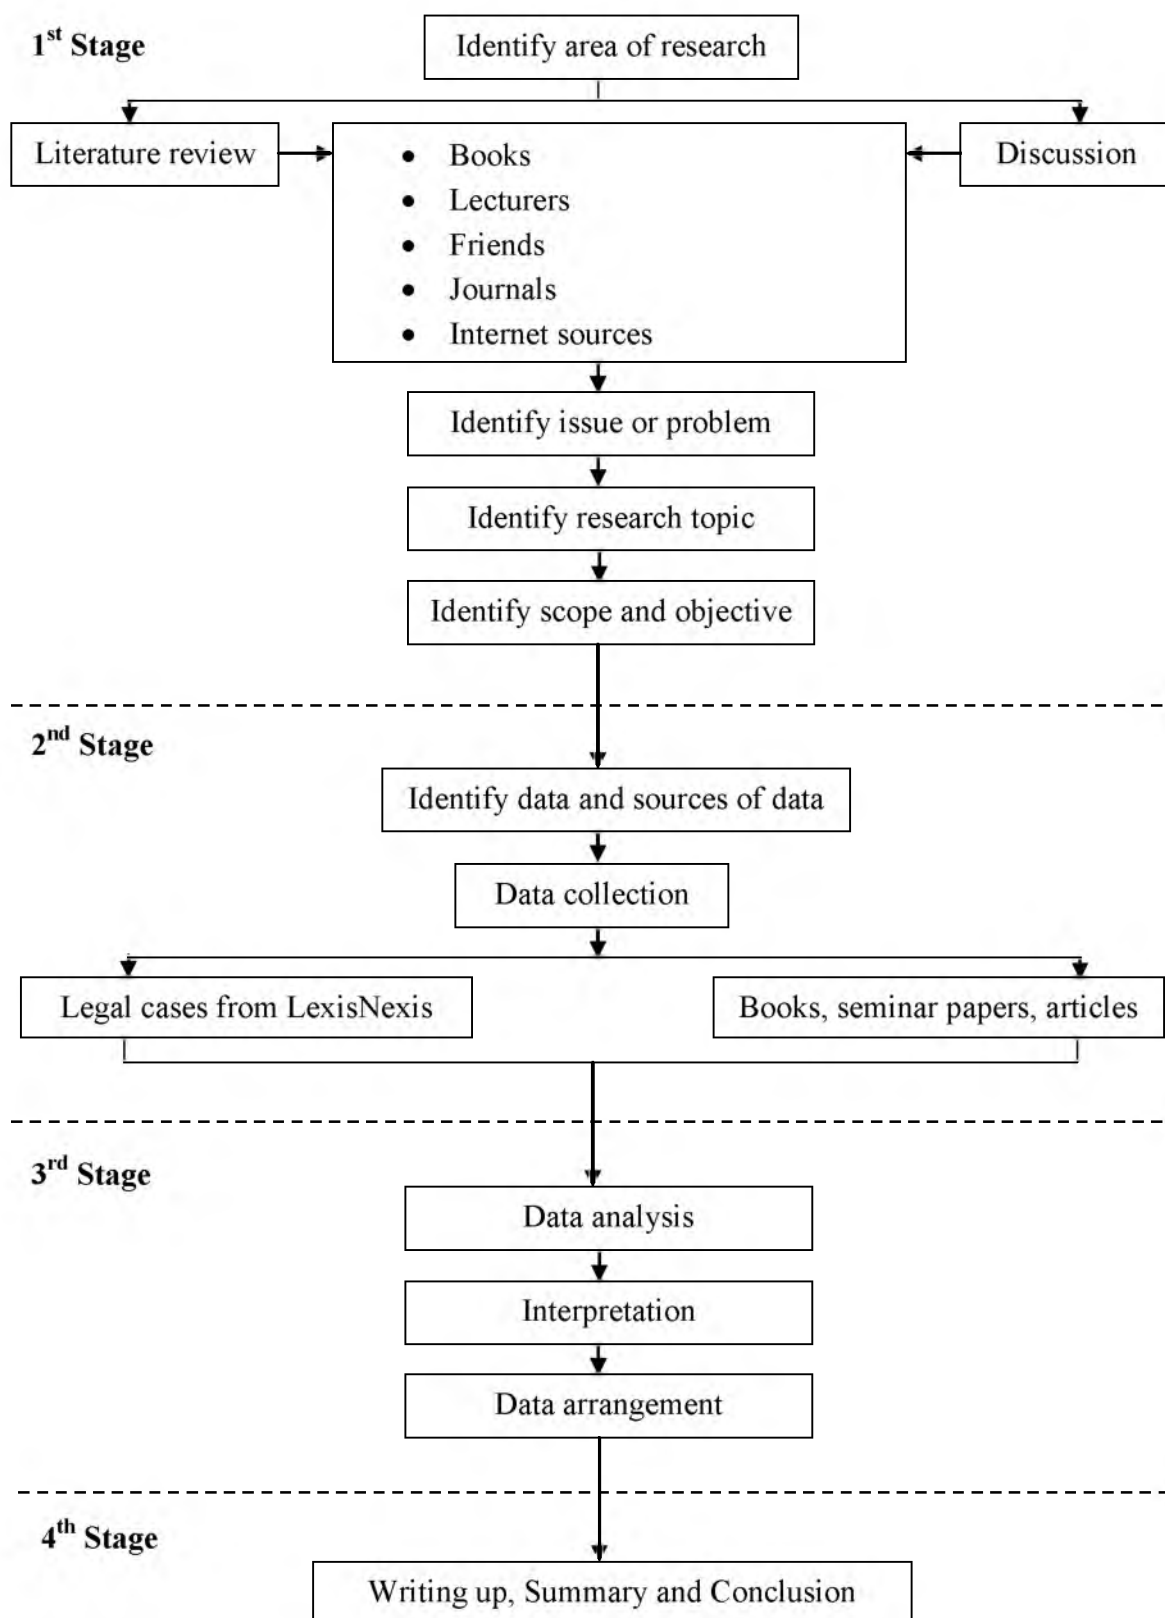 1st Stage
Identify area of research
Literature review
• Books
• Lecturers
• Friends
• Journals
• Internet sources
Discussion
Identify issue or problem
Identify research topic
Identify scope and objective
2nd Stage
Identify data and sources of data
Data collection
Legal cases from LexisNexis
Books, seminar papers, articles
3rd Stage
Data analysis
Interpretation
Data arrangement
4th Stage
Writing up, Summary and Conclusion